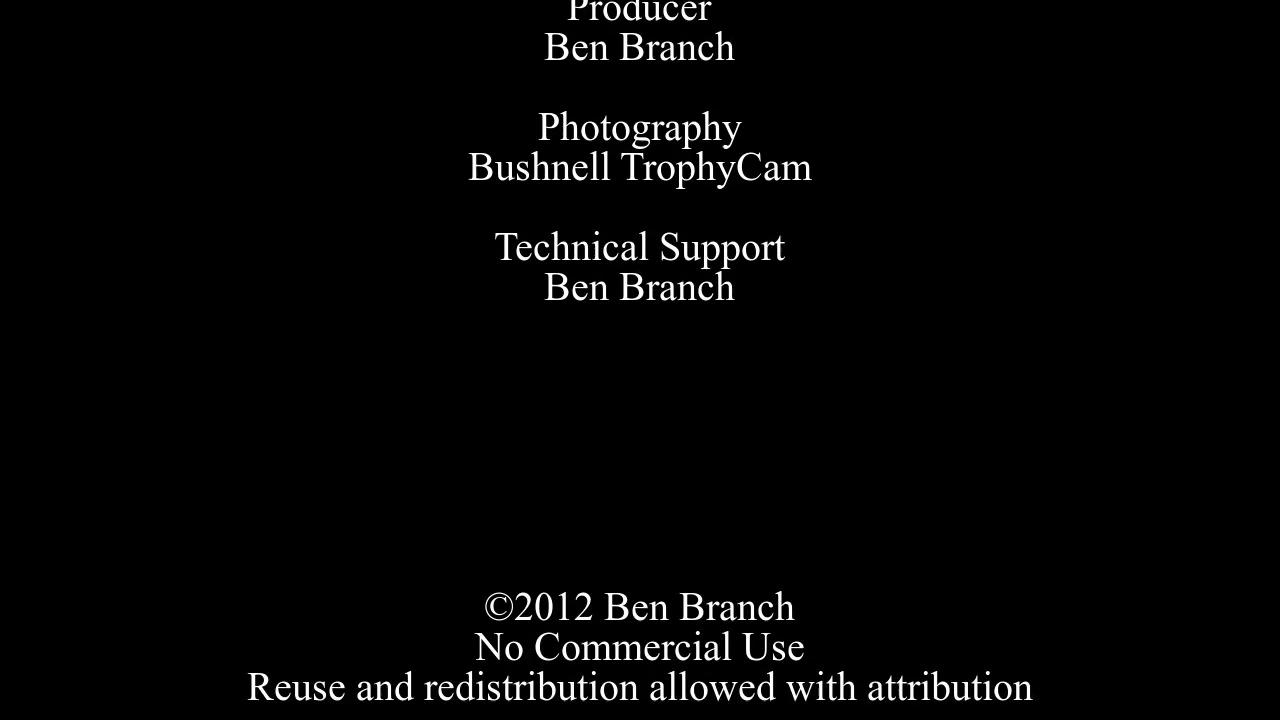 Producer
Ben Branch
Photography
Bushnell TrophyCam
Technical Support
Ben Branch
©2012 Ben Branch
No Commercial Use
Reuse and redistribution allowed with attribution